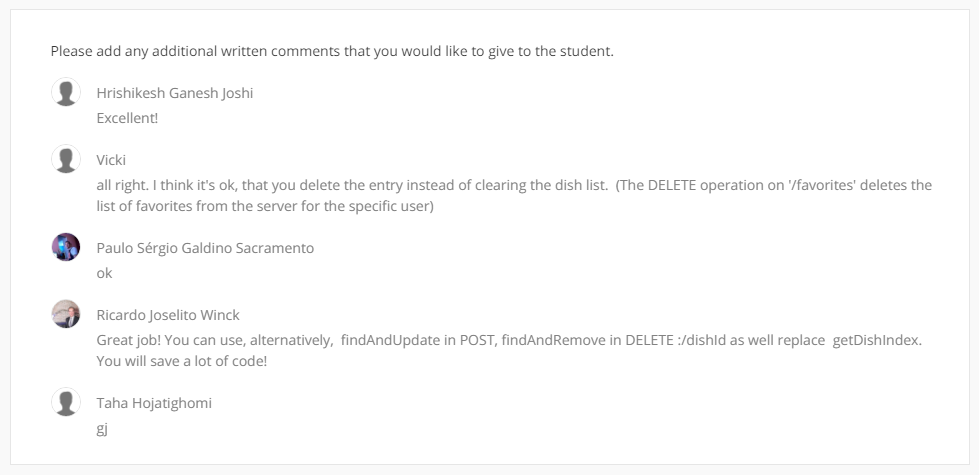 Please add any additional written comments that you would like to give to the student.
Hrishikesh Ganesh Joshi
Excellent!
Vicki
all right. I think it's ok, that you delete the entry instead of clearing the dish list.  (The DELETE operation on '/favorites' deletes the
list of favorites from the server for the specific user)
Paulo Sérgio Galdino Sacramento
ok
Ricardo Joselito Winck
Great job! You can use, alternatively,  findAndUpdate in POST, findAndRemove in DELETE :/dishId as well replace  getDishIndex.
You will save a lot of code!
Taha Hojatighomi
gj